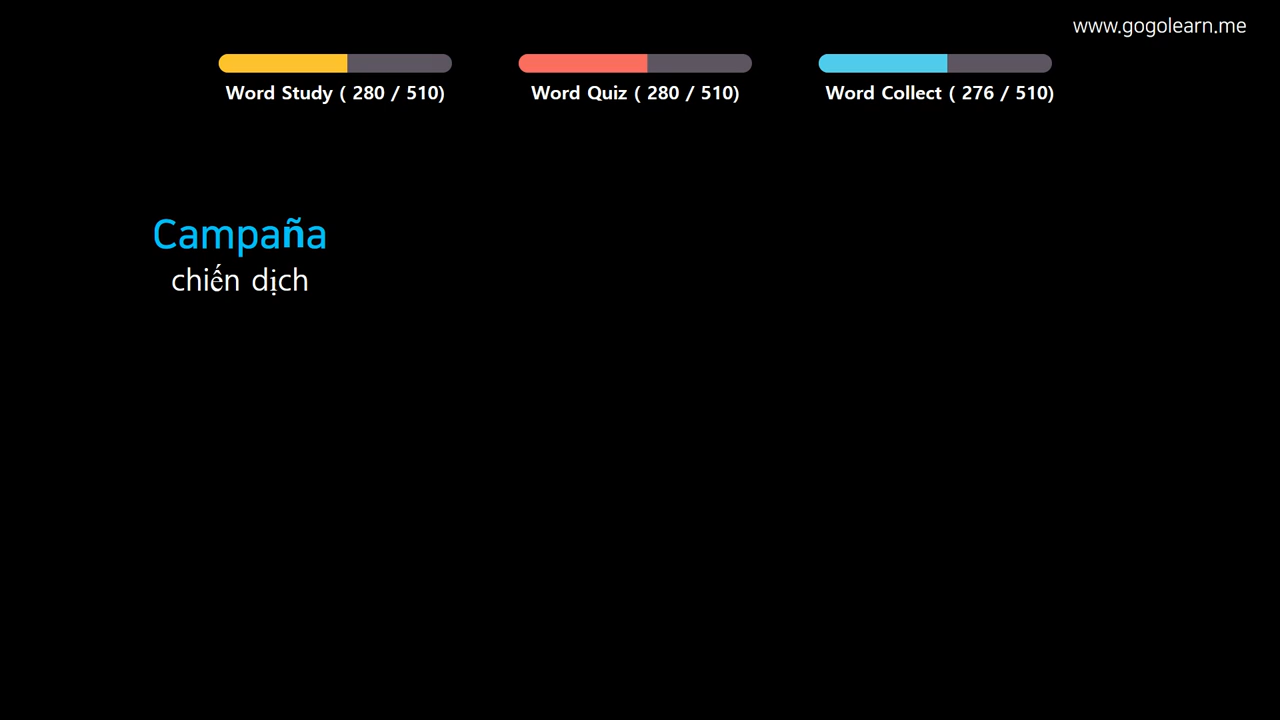 www.gogolearn.me
Word Study ( 280 / 510)
Word Quiz ( 280 / 510)
Word Collect ( 276 / 510)
Campaña
chiến dịch